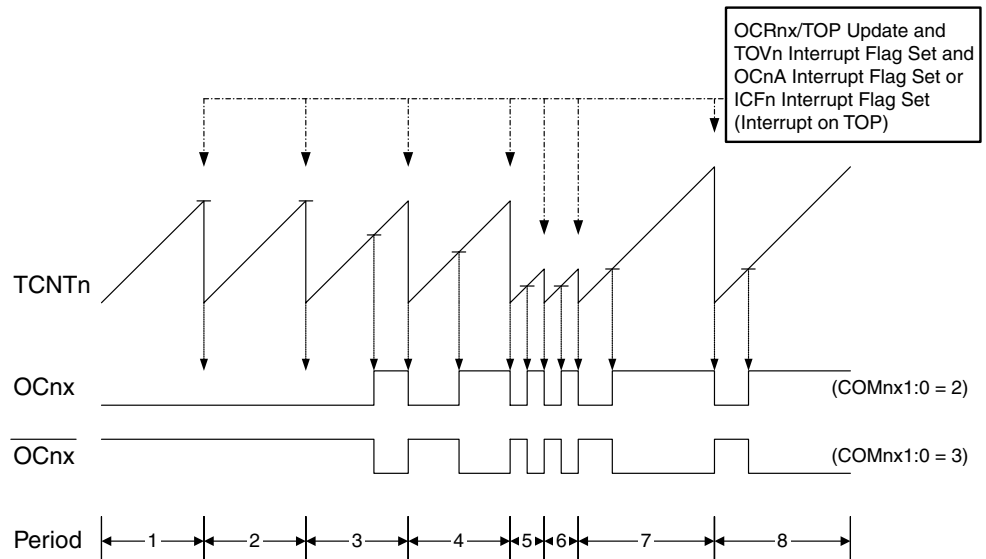 OCRnx/TOP Update and
TOVn Interrupt Flag Set and
OCnA Interrupt Flag Set or
ICFn Interrupt Flag Set
(Interrupt on TOP)
TCNTn
OCnx
(COMnx1:0 = 2)
OCnx
(COMnx1:0 = 3)
Period 1 2 3 4 5 6 7 8